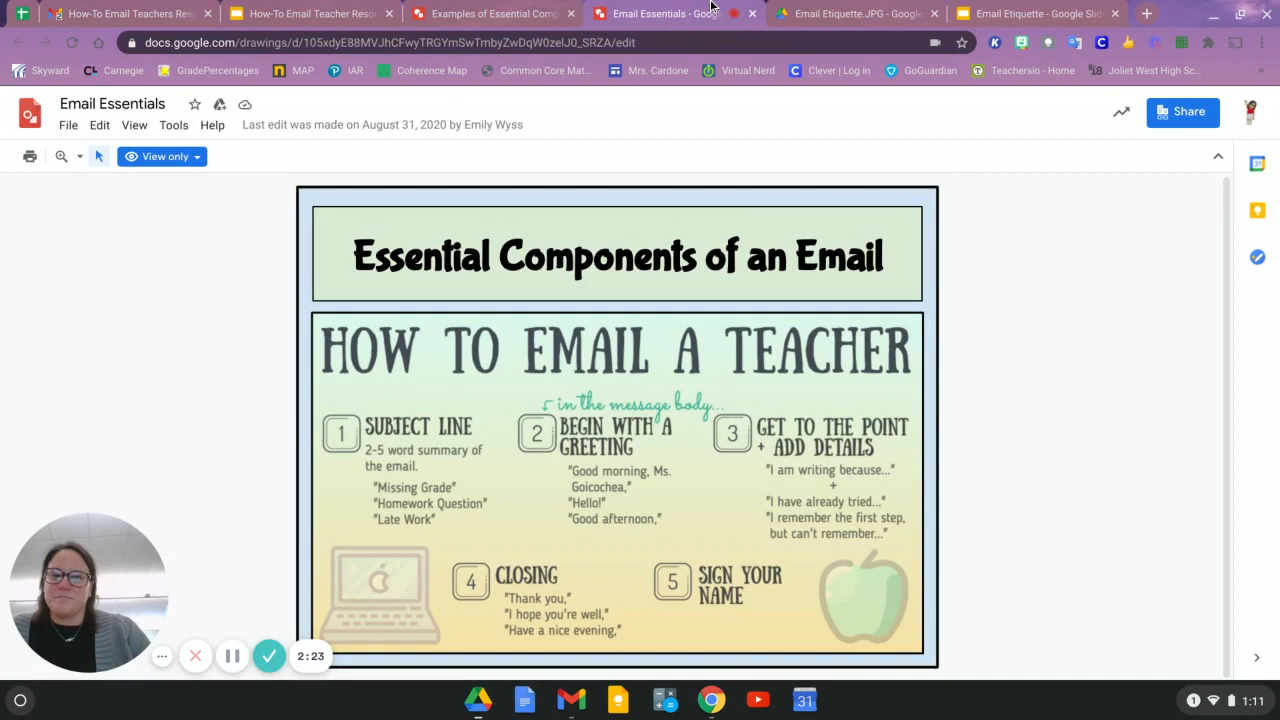 How-To Email Teachers Res
How-To Email Teacher Reso
Examples of Essential Com
Email Essentials - Goog
Email Etiquette.JPG - Google
Email Etiquette - Google Slid
docs.google.com/drawings/d/105xdyE88MVJhCFwyTRGYmSwTmbyZwDqW0zelJ0_SRZA/edit
Skyward
Carnegie
GradePercentages
MAP
IAR
Coherence Map
Common Core Mat...
Mrs. Cardone
Virtual Nerd
Clever | Log in
GoGuardian
Teachersio - Home
Joliet West High Sc...
Email Essentials
File Edit View Tools Help
Last edit was made on August 31, 2020 by Emily Wyss
Share
View only
Essential Components of an Email
HOW TO EMAIL A TEACHER
in the message body...
1 SUBJECT LINE
2-5 word summary of
the email.
"Missing Grade"
"Homework Question"
"Late Work"
2 BEGIN WITH A
GREETING
"Good morning, Ms.
Goicochea,"
"Hello!"
"Good afternoon,"
3 GET TO THE POINT
+ ADD DETAILS
"I am writing because..."
+
"I have already tried..."
"I remember the first step,
but can't remember..."
4 CLOSING
"Thank you,"
"I hope you're well,"
"Have a nice evening,"
5 SIGN YOUR
NAME
2:23
31
1
1:11